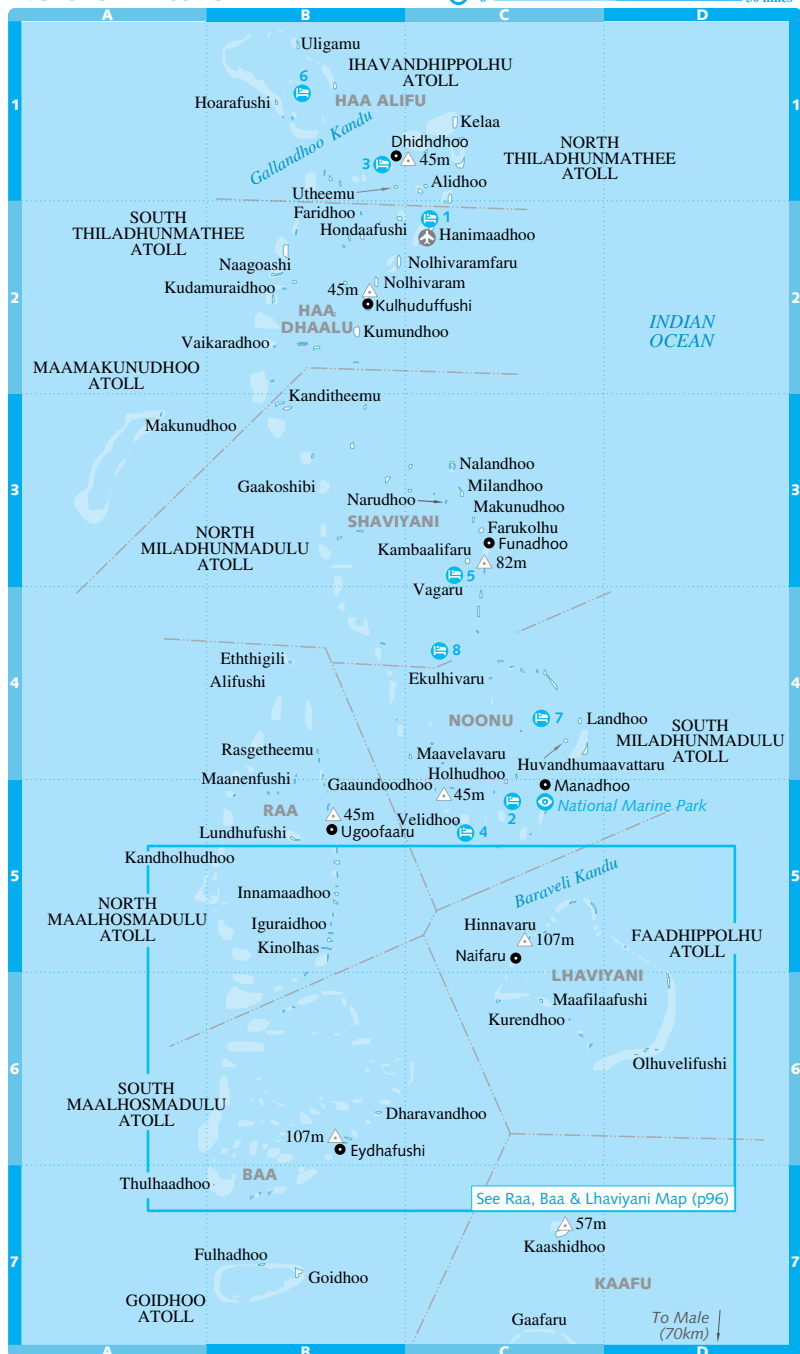 A
B
C
D
Uligamu
IHAVANDHIPPOLHU
ATOLL
6
HAA ALIFU
1
1
Hoarafushi
Kelaa
Gallandhoo Kandu
Dhidhdhoo
NORTH
THILADHUNMATHEE
ATOLL
3
45m
Alidhoo
Utheemu
Faridhoo
1
SOUTH
THILADHUNMATHEE
ATOLL
Hondaafushi
Hanimaadhoo
Naagoashi
Nolhivaramfaru
Kudamuraidhoo
45m
Nolhivaram
2
2
Kulhuduffushi
HAA
DHAALU
INDIAN
OCEAN
Vaikaradhoo
Kumundhoo
MAAMAKUNUDHOO
ATOLL
Kanditheemu
Makunudhoo
Nalandhoo
Gaakoshibi
Milandhoo
3
3
Narudhoo
Makunudhoo
SHAVIYANI
Farukolhu
NORTH
MILADHUNMADULU
ATOLL
Funadhoo
Kambaalifaru
82m
5
Vagaru
8
Eththigili
Alifushi
Ekulhivaru
4
4
NOONU
7
Landhoo
SOUTH
MILADHUNMADULU
ATOLL
Rasgetheemu
Maavelavaru
Huvandhumaavattaru
Maanenfushi
Holhudhoo
Gaaundoodhoo
Manadhoo
45m
National Marine Park
RAA
45m
2
Velidhoo
Lundhufushi
Ugoofaaru
4
Kandholhudhoo
5
5
Innamaadhoo
Baraveli Kandu
NORTH
MAALHOSMADULU
ATOLL
Iguraidhoo
Hinnavaru
FAADHIPPOLHU
ATOLL
Kinolhas
107m
Naifaru
LHAVIYANI
Maafilaafushi
Kurendhoo
6
6
Olhuvelifushi
SOUTH
MAALHOSMADULU
ATOLL
Dharavandhoo
107m
Eydhafushi
BAA
Thulhaadhoo
See Raa, Baa & Lhaviyani Map (p96)
57m
Kaashidhoo
7
7
Fulhadhoo
Goidhoo
KAAFU
GOIDHOO
ATOLL
Gaafaru
To Male
(70km)
A
B
C
D